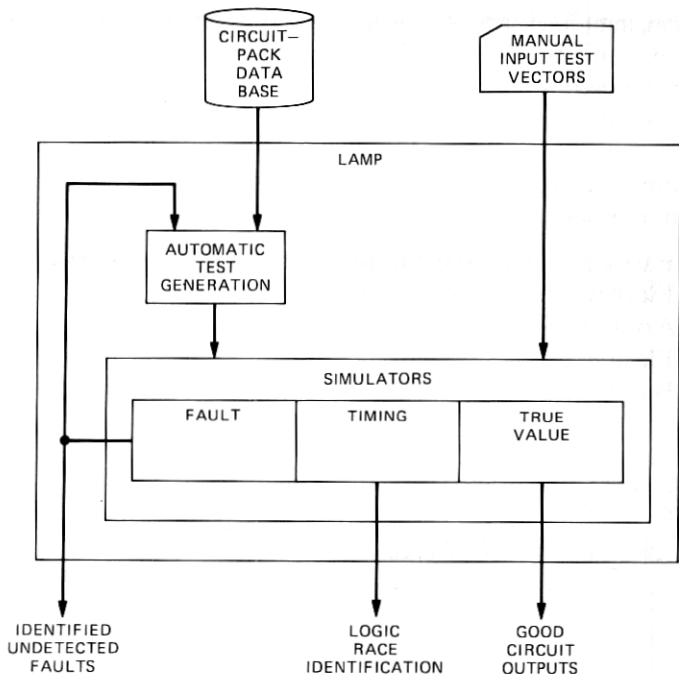 CIRCUIT–
PACK
DATA
BASE
MANUAL
INPUT TEST
VECTORS
LAMP
AUTOMATIC
TEST
GENERATION
SIMULATORS
FAULT
TIMING
TRUE
VALUE
IDENTIFIED
UNDETECTED
FAULTS
LOGIC
RACE
IDENTIFICATION
GOOD
CIRCUIT
OUTPUTS